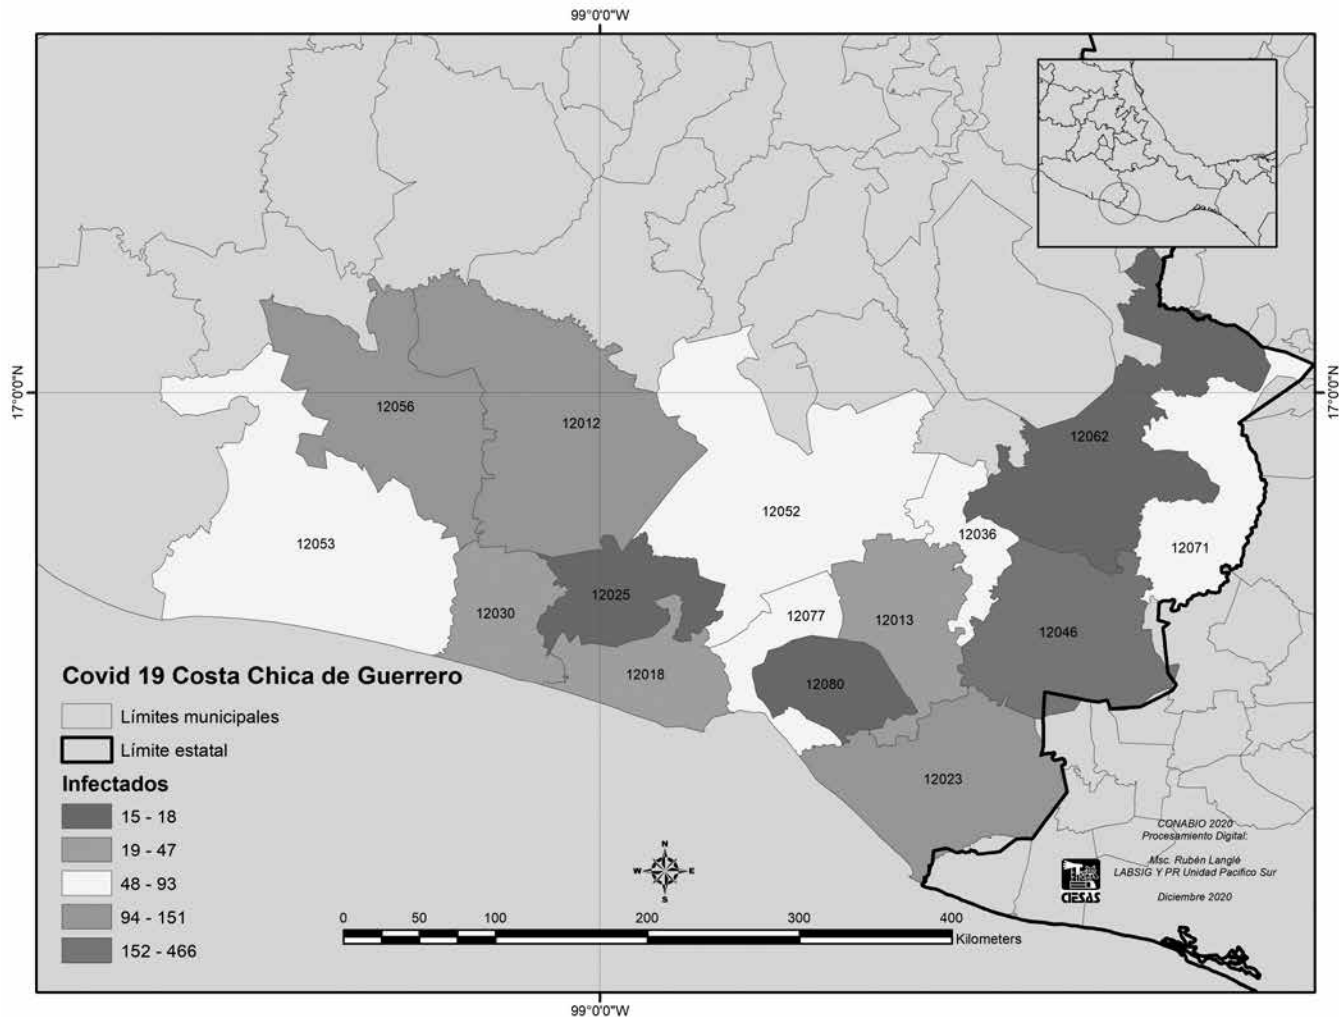 99°0'0"W
17°0'0"N
17°0'0"N
12056
12012
12062
12052
12036
12053
12071
12025
12030
12077
12013
12046
12018
12080
12023
Covid 19 Costa Chica de Guerrero
Límites municipales
Límite estatal
Infectados
15 - 18
19 - 47
48 - 93
94 - 151
152 - 466
N
W E
S
0 50 100 200 300 400
Kilometers
CONABIO 2020
Procesamiento Digital:
Msc. Rubén Langlé
LABSIG Y PR Unidad Pacifico Sur
Diciembre 2020
CIESAS
99°0'0"W